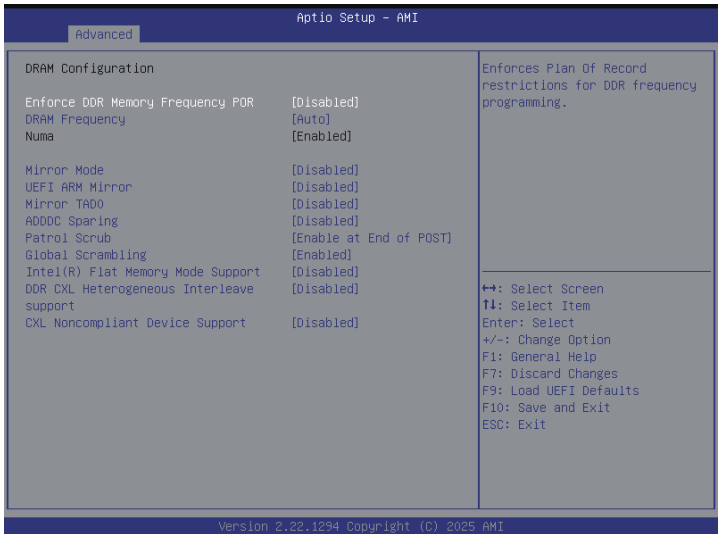 Aptio Setup – AMI
Advanced
DRAM Configuration
Enforce DDR Memory Frequency POR [Disabled]
DRAM Frequency [Auto]
Numa [Enabled]
Mirror Mode [Disabled]
UEFI ARM Mirror [Disabled]
Mirror TAD0 [Disabled]
ADDDC Sparing [Disabled]
Patrol Scrub [Enable at End of POST]
Global Scrambling [Enabled]
Intel(R) Flat Memory Mode Support [Disabled]
DDR CXL Heterogeneous Interleave [Disabled]
support
CXL Noncompliant Device Support [Disabled]
Enforces Plan Of Record
restrictions for DDR frequency
programming.
↔: Select Screen
↑↓: Select Item
Enter: Select
+/-: Change Option
F1: General Help
F7: Discard Changes
F9: Load UEFI Defaults
F10: Save and Exit
ESC: Exit
Version 2.22.1294 Copyright (C) 2025 AMI